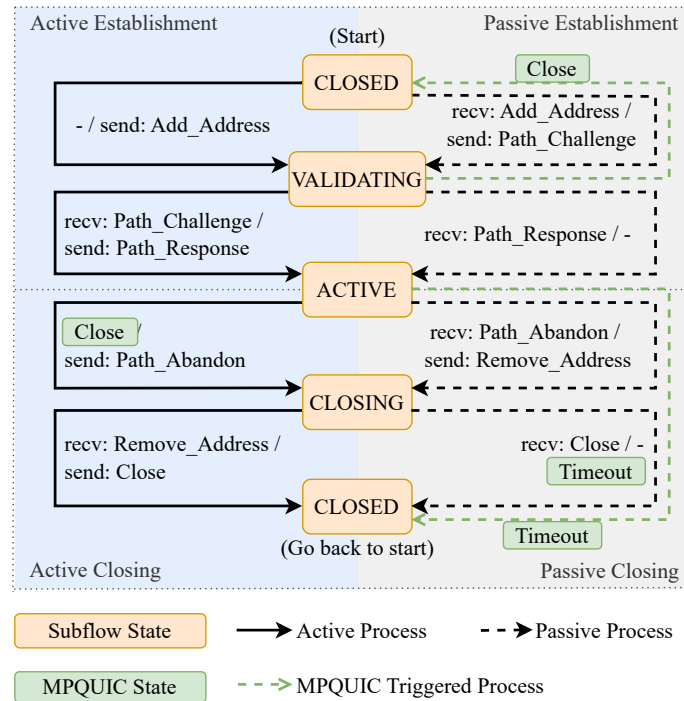 Active Establishment
Passive Establishment
(Start)
Close
CLOSED
- / send: Add_Address
recv: Add_Address /
send: Path_Challenge
VALIDATING
recv: Path_Challenge /
send: Path_Response
recv: Path_Response / -
ACTIVE
Close /
send: Path_Abandon
recv: Path_Abandon /
send: Remove_Address
CLOSING
recv: Remove_Address /
send: Close
recv: Close / -
Timeout
CLOSED
Timeout
(Go back to start)
Active Closing
Passive Closing
Subflow State
Active Process
Passive Process
MPQUIC State
MPQUIC Triggered Process